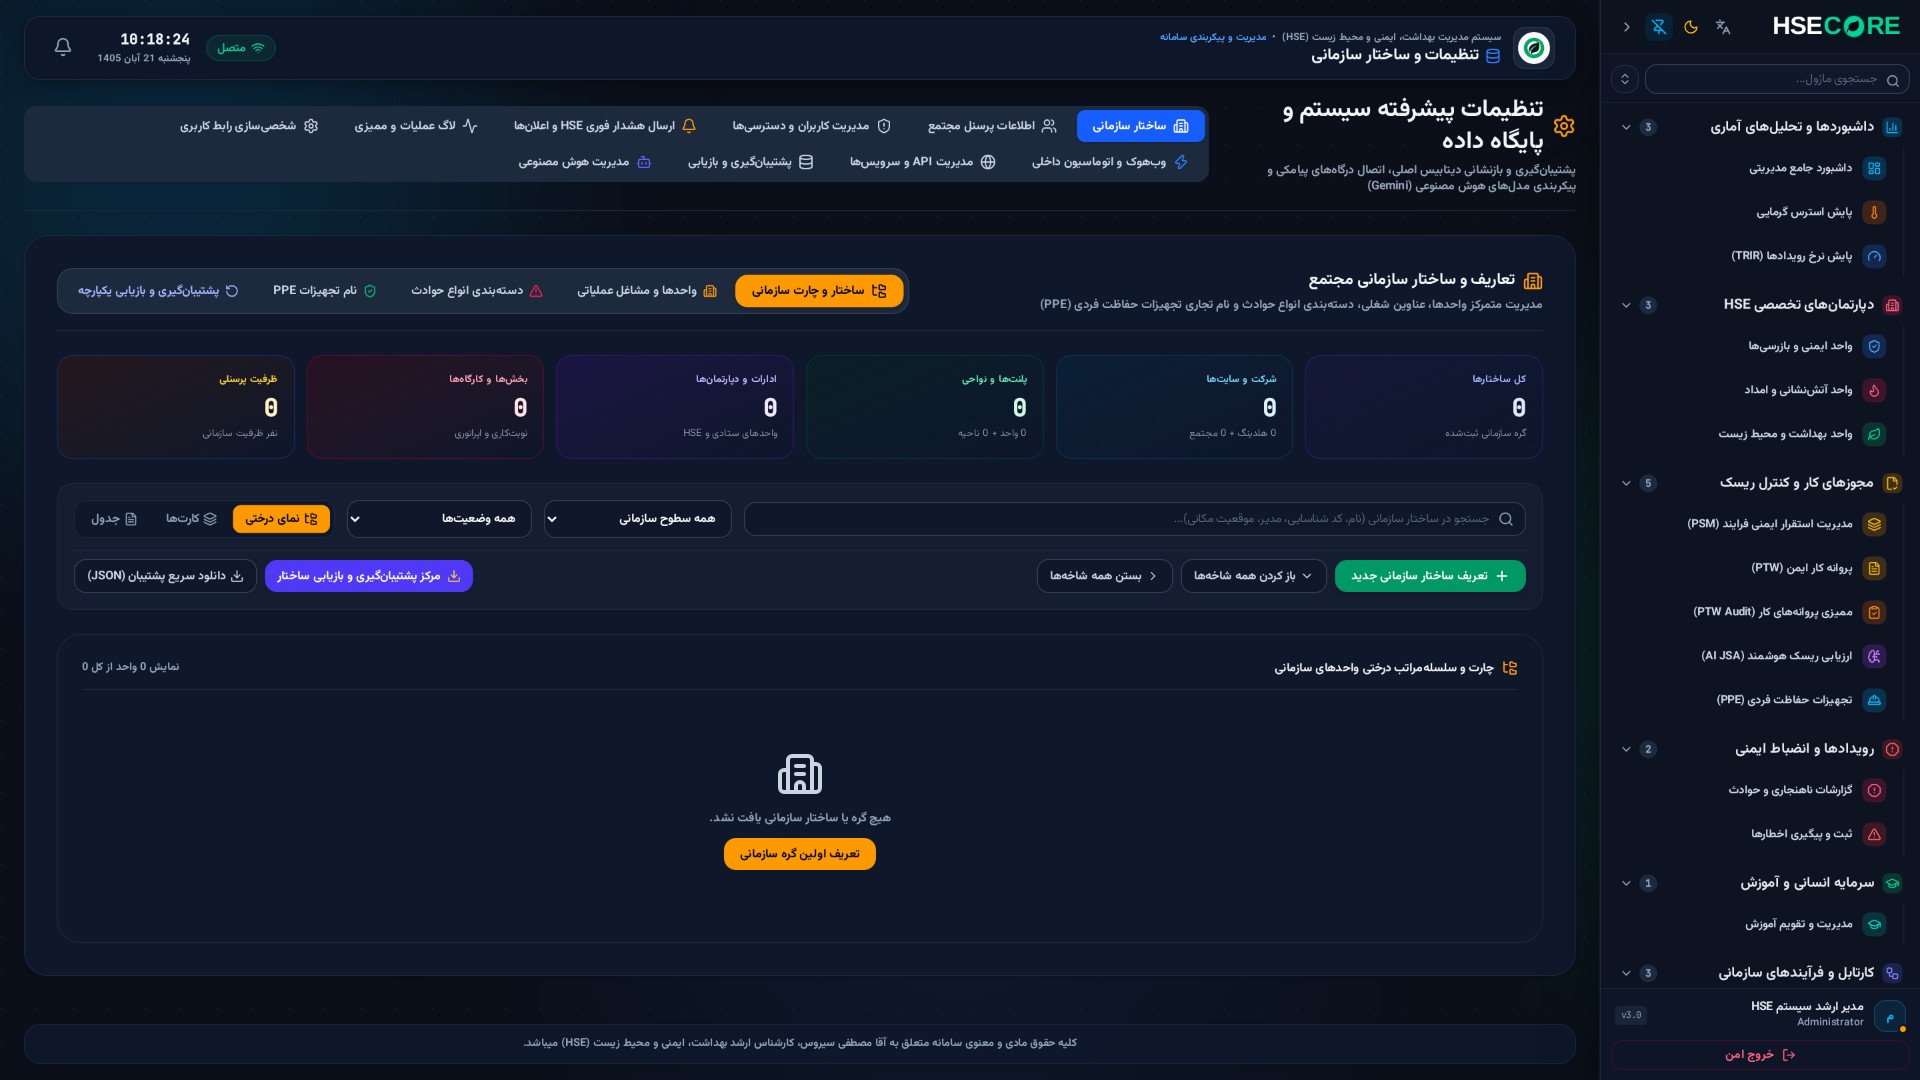 HSECORE
جستجوی ماژول...
داشبوردها و تحلیل‌های آماری
3
داشبورد جامع مدیریتی
پایش استرس گرمایی
پایش نرخ رویدادها (TRIR)
دپارتمان‌های تخصصی HSE
3
واحد ایمنی و بازرسی‌ها
واحد آتش‌نشانی و امداد
واحد بهداشت و محیط زیست
مجوزهای کار و کنترل ریسک
5
مدیریت استقرار ایمنی فرایند (PSM)
پروانه کار ایمن (PTW)
ممیزی پروانه‌های کار (PTW Audit)
ارزیابی ریسک هوشمند (AI JSA)
تجهیزات حفاظت فردی (PPE)
رویدادها و انضباط ایمنی
2
گزارشات ناهنجاری و حوادث
ثبت و پیگیری اخطارها
سرمایه انسانی و آموزش
1
مدیریت و تقویم آموزش
کارتابل و فرآیندهای سازمانی
3
م
مدیر ارشد سیستم HSE
Administrator
v3.0
خروج امن
سیستم مدیریت بهداشت، ایمنی و محیط زیست (HSE) • مدیریت و پیکربندی سامانه
تنظیمات و ساختار سازمانی
متصل
10:18:24
پنجشنبه 21 آبان 1405
تنظیمات پیشرفته سیستم و
پایگاه داده
پشتیبان‌گیری و بازنشانی دیتابیس اصلی، اتصال درگاه‌های پیامکی و
پیکربندی مدل‌های هوش مصنوعی (Gemini)
ساختار سازمانی
اطلاعات پرسنل مجتمع
مدیریت کاربران و دسترسی‌ها
ارسال هشدار فوری HSE و اعلان‌ها
لاگ عملیات و ممیزی
شخصی‌سازی رابط کاربری
وب‌هوک و اتوماسیون داخلی
مدیریت API و سرویس‌ها
پشتیبان‌گیری و بازیابی
مدیریت هوش مصنوعی
تعاریف و ساختار سازمانی مجتمع
مدیریت متمرکز واحدها، عناوین شغلی، دسته‌بندی انواع حوادث و نام تجاری تجهیزات حفاظت فردی (PPE)
ساختار و چارت سازمانی
واحدها و مشاغل عملیاتی
دسته‌بندی انواع حوادث
نام تجهیزات PPE
پشتیبان‌گیری و بازیابی یکپارچه
کل ساختارها
0
گره سازمانی ثبت‌شده
شرکت و سایت‌ها
0
0 هلدینگ + 0 مجتمع
پلنت‌ها و نواحی
0
0 واحد + 0 ناحیه
ادارات و دپارتمان‌ها
0
واحدهای ستادی و HSE
بخش‌ها و کارگاه‌ها
0
نوبت‌کاری و اپراتوری
ظرفیت پرسنلی
0
نفر ظرفیت سازمانی
جستجو در ساختار سازمانی (نام، کد شناسایی، مدیر، موقعیت مکانی)...
همه سطوح سازمانی
همه وضعیت‌ها
نمای درختی
کارت‌ها
جدول
تعریف ساختار سازمانی جدید
باز کردن همه شاخه‌ها
بستن همه شاخه‌ها
مرکز پشتیبان‌گیری و بازیابی ساختار
دانلود سریع پشتیبان (JSON)
چارت و سلسله‌مراتب درختی واحدهای سازمانی
نمایش 0 واحد از کل 0
هیچ گره یا ساختار سازمانی یافت نشد.
تعریف اولین گره سازمانی
کلیه حقوق مادی و معنوی سامانه متعلق به آقا مصطفی سیروس، کارشناس ارشد بهداشت، ایمنی و محیط زیست (HSE) میباشد.